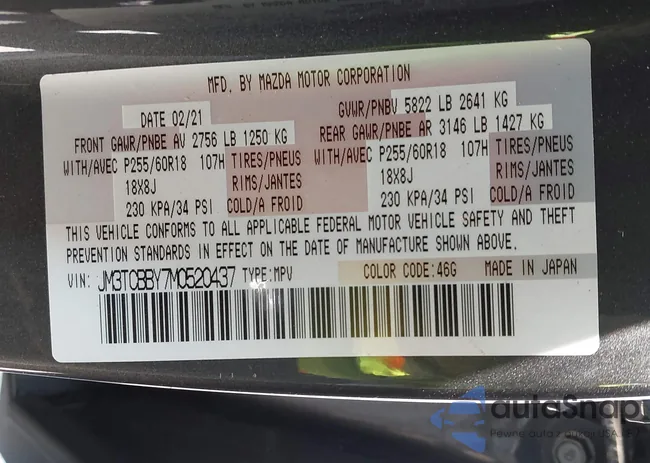 MFD. BY MAZDA MOTOR CORPORATION
DATE 02/21 GVWR/PNBV 5822 LB 2641 KG
FRONT GAWR/PNBE AV 2756 LB 1250 KG REAR GAWR/PNBE AR 3146 LB 1427 KG
WITH/AVEC P255/60R18 107H TIRES/PNEUS WITH/AVEC P255/60R18 107H TIRES/PNEUS
18X8J RIMS/JANTES 18X8J RIMS/JANTES
230 KPA/34 PSI COLD/A FROID 230 KPA/34 PSI COLD/A FROID
THIS VEHICLE CONFORMS TO ALL APPLICABLE FEDERAL MOTOR VEHICLE SAFETY AND THEFT
PREVENTION STANDARDS IN EFFECT ON THE DATE OF MANUFACTURE SHOWN ABOVE.
VIN: JM3TCBBY7M0520437 TYPE:MPV COLOR CODE:46G MADE IN JAPAN
autaSnap
Pewne auta z aukcji USA